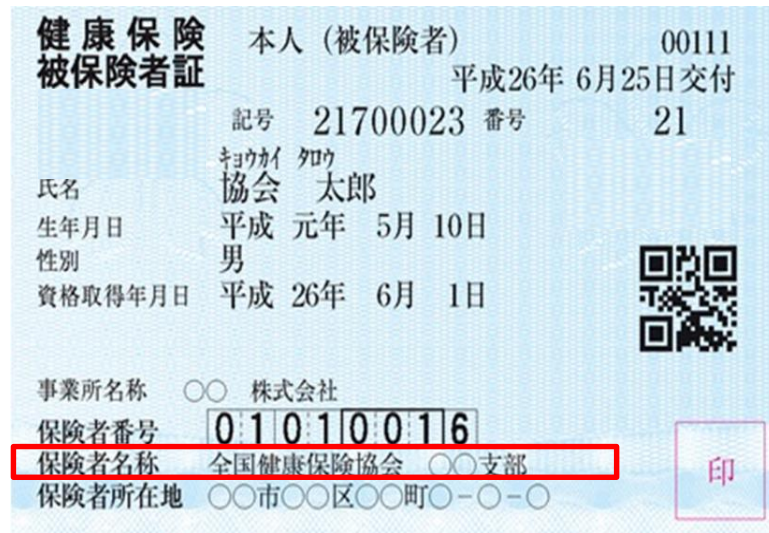 健康保険 本人（被保険者） 00111
被保険者証 平成26年 6月25日交付
記号 21700023 番号 21
ｷｮｳｶｲ ﾀﾛｳ
氏名 協会 太郎
生年月日 平成 元年 5月 10日
性別 男
資格取得年月日 平成 26年 6月 1日
事業所名称 ○○ 株式会社
保険者番号 01010016
保険者名称 全国健康保険協会 ○○支部
保険者所在地 ○○市○○区○○町○－○－○
印